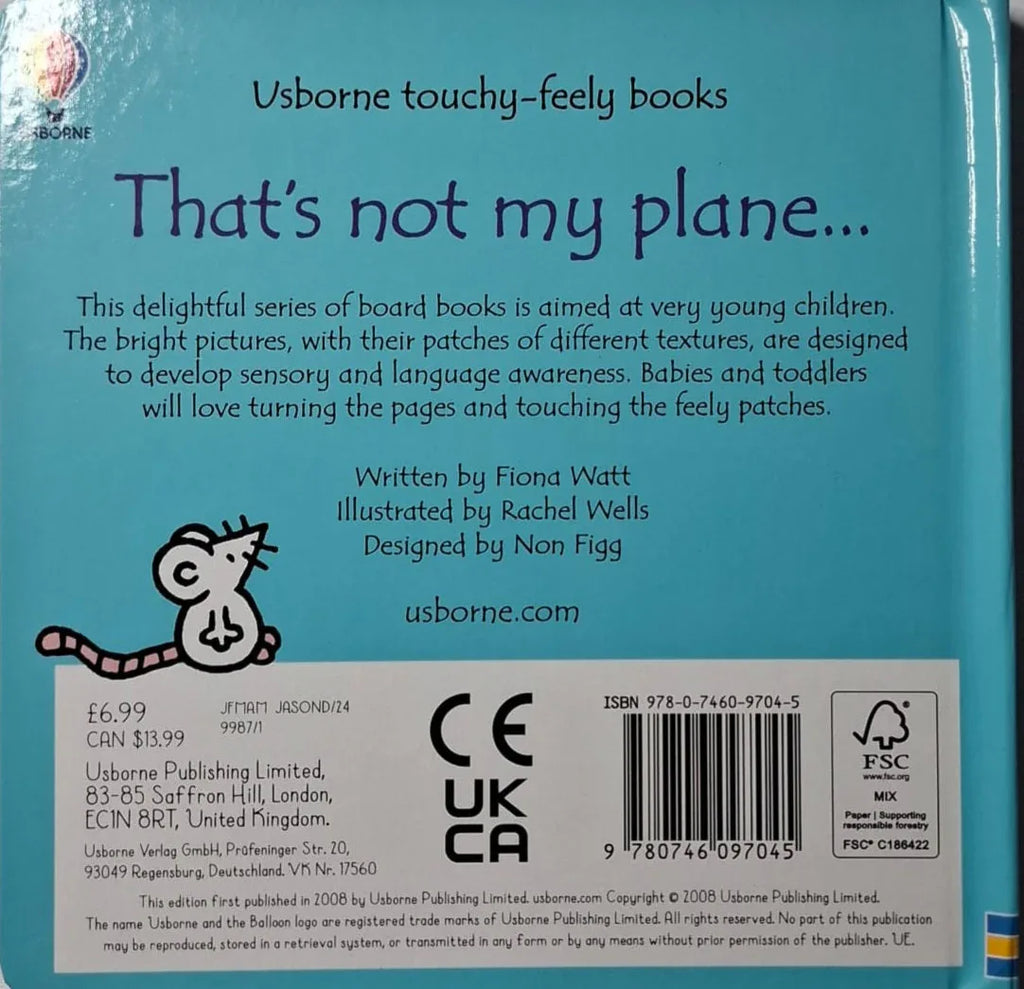 USBORNE
Usborne touchy-feely books
That's not my plane...
This delightful series of board books is aimed at very young children.
The bright pictures, with their patches of different textures, are designed
to develop sensory and language awareness. Babies and toddlers
will love turning the pages and touching the feely patches.
Written by Fiona Watt
Illustrated by Rachel Wells
Designed by Non Figg
usborne.com
£6.99
CAN $13.99
JFMAM JASOND/24
9987/1
Usborne Publishing Limited,
83-85 Saffron Hill, London,
EC1N 8RT, United Kingdom.
Usborne Verlag GmbH, Prüfeninger Str. 20,
93049 Regensburg, Deutschland. VK Nr. 17560
CE
UK
CA
ISBN 978-0-7460-9704-5
9 780746 097045
FSC
www.fsc.org
MIX
Paper | Supporting
responsible forestry
FSC® C186422
This edition first published in 2008 by Usborne Publishing Limited. usborne.com Copyright © 2008 Usborne Publishing Limited.
The name Usborne and the Balloon logo are registered trade marks of Usborne Publishing Limited. All rights reserved. No part of this publication
may be reproduced, stored in a retrieval system, or transmitted in any form or by any means without prior permission of the publisher. UE.